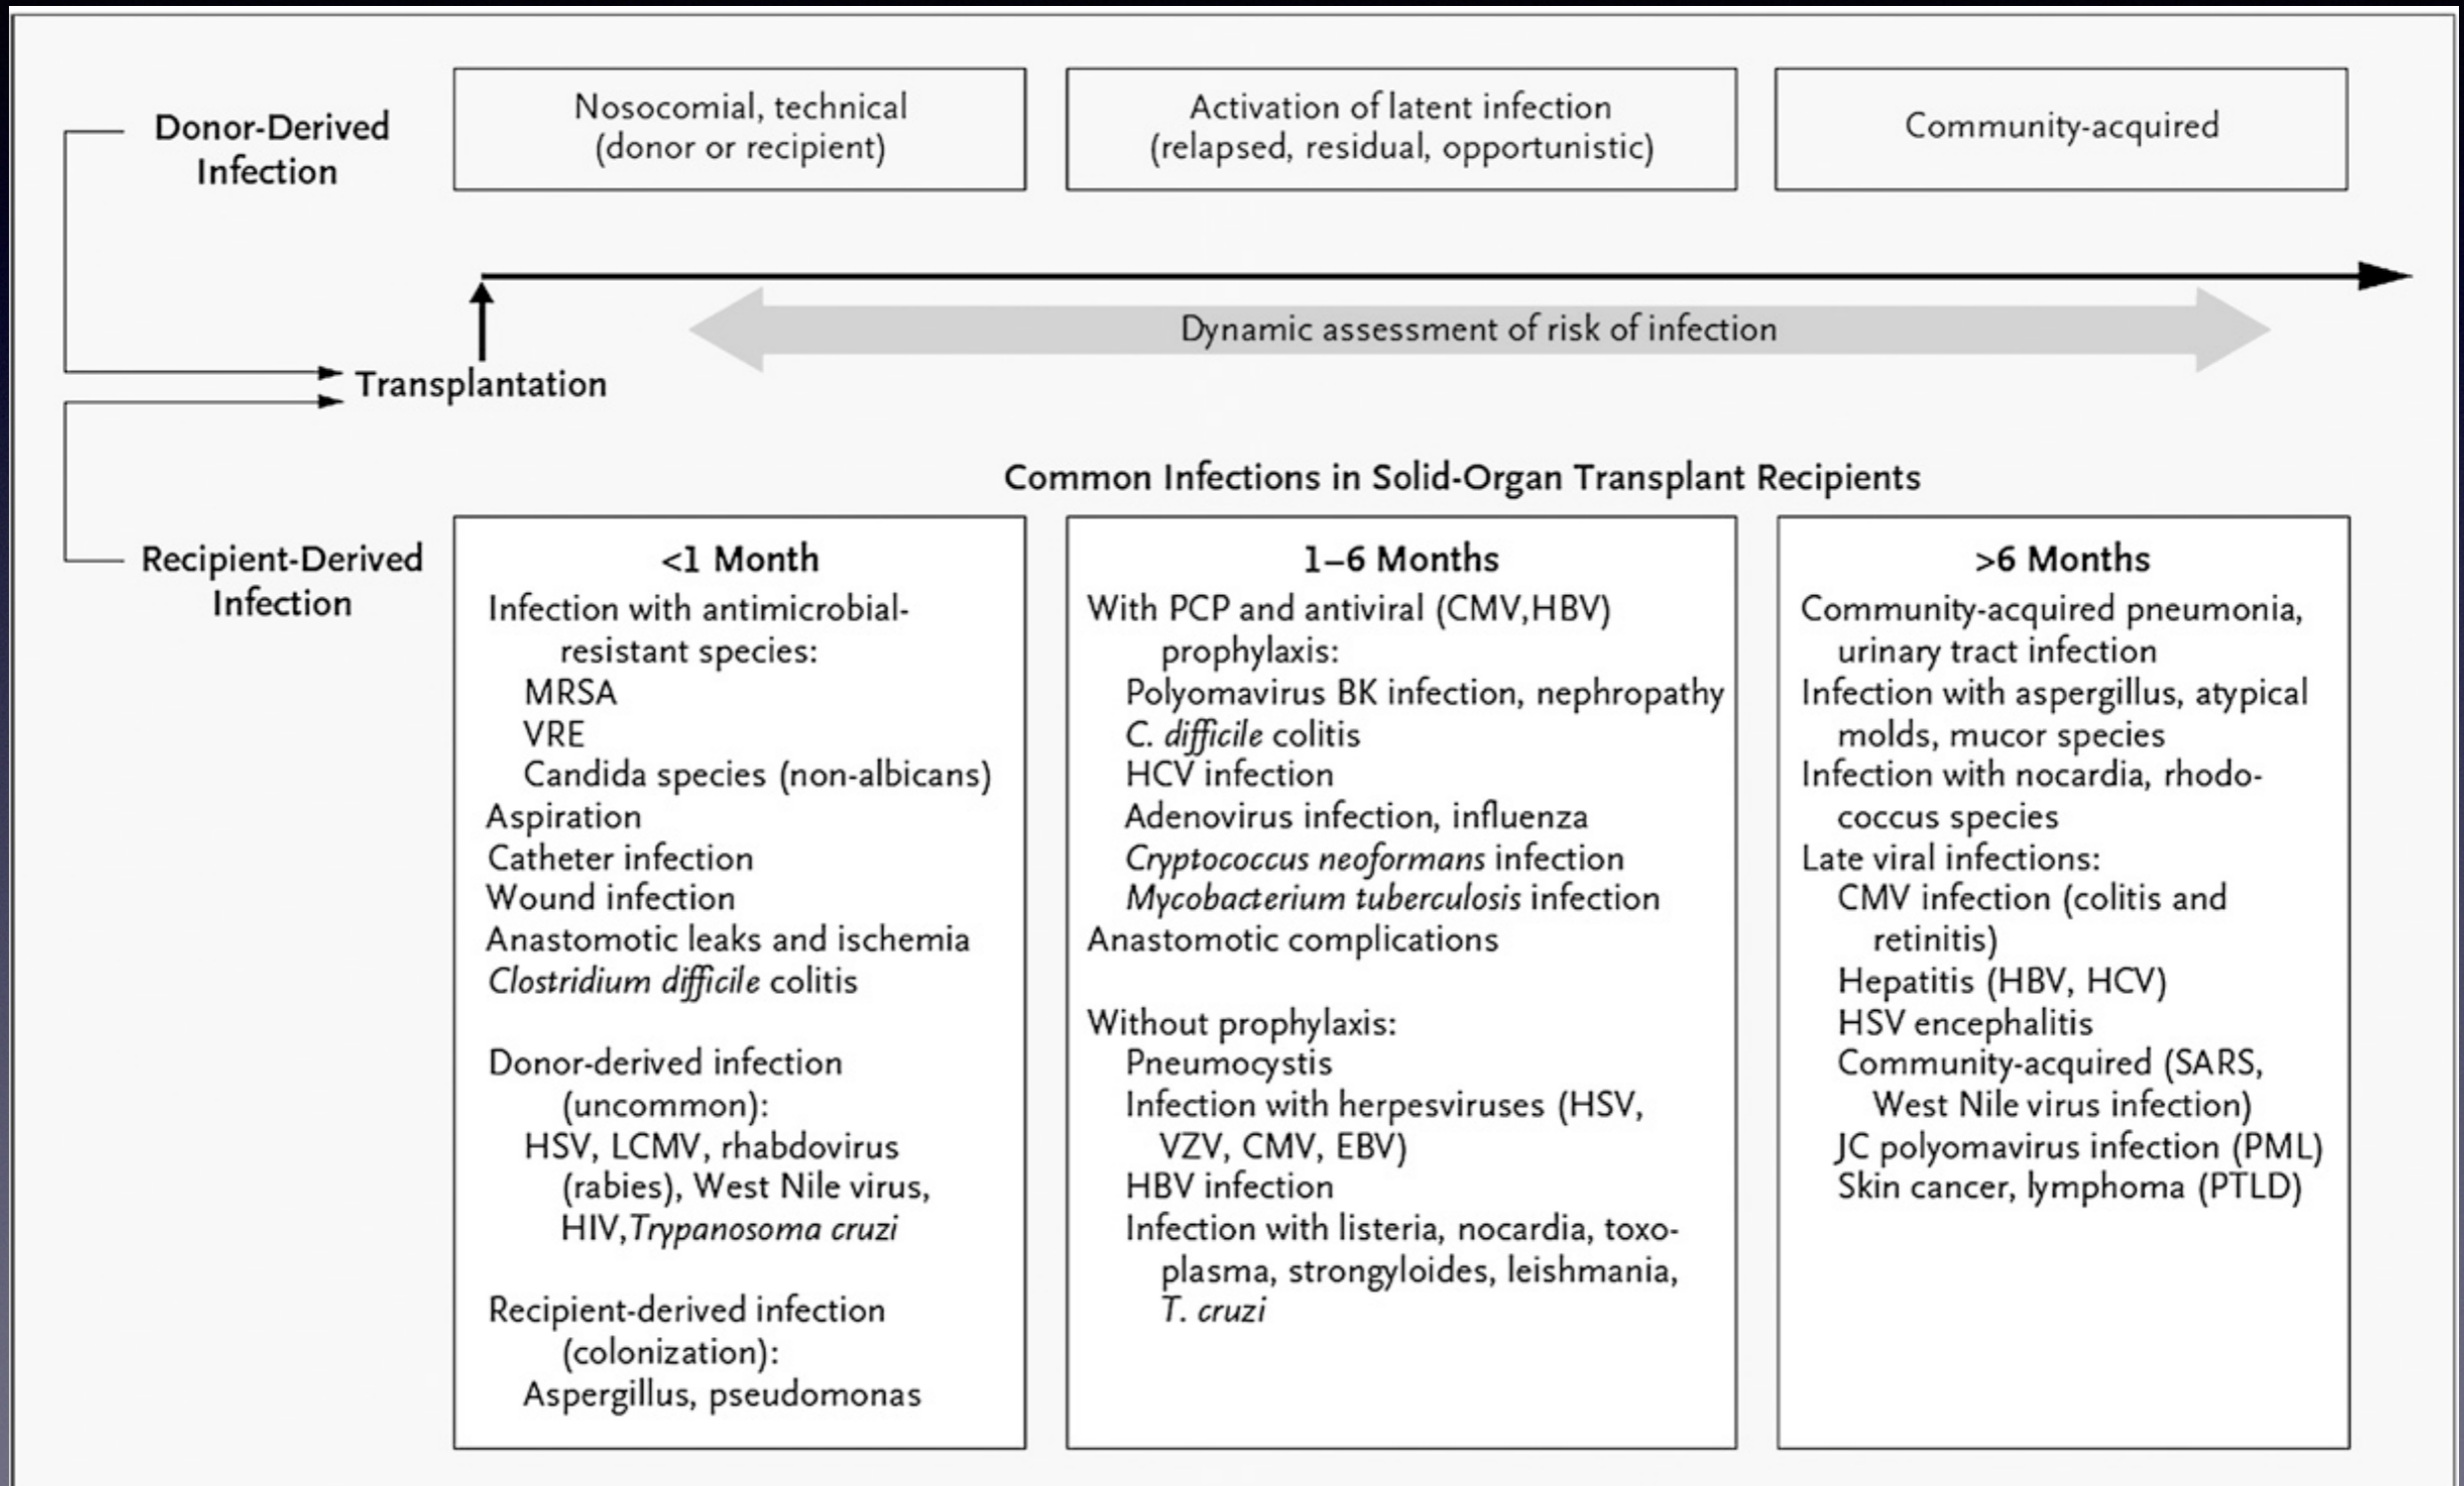 Donor-Derived
Infection
Nosocomial, technical
(donor or recipient)
Activation of latent infection
(relapsed, residual, opportunistic)
Community-acquired
Dynamic assessment of risk of infection
Transplantation
Common Infections in Solid-Organ Transplant Recipients
Recipient-Derived
Infection
<1 Month
Infection with antimicrobial-
resistant species:
MRSA
VRE
Candida species (non-albicans)
Aspiration
Catheter infection
Wound infection
Anastomotic leaks and ischemia
Clostridium difficile colitis
Donor-derived infection
(uncommon):
HSV, LCMV, rhabdovirus
(rabies), West Nile virus,
HIV,Trypanosoma cruzi
Recipient-derived infection
(colonization):
Aspergillus, pseudomonas
1–6 Months
With PCP and antiviral (CMV,HBV)
prophylaxis:
Polyomavirus BK infection, nephropathy
C. difficile colitis
HCV infection
Adenovirus infection, influenza
Cryptococcus neoformans infection
Mycobacterium tuberculosis infection
Anastomotic complications
Without prophylaxis:
Pneumocystis
Infection with herpesviruses (HSV,
VZV, CMV, EBV)
HBV infection
Infection with listeria, nocardia, toxo-
plasma, strongyloides, leishmania,
T. cruzi
>6 Months
Community-acquired pneumonia,
urinary tract infection
Infection with aspergillus, atypical
molds, mucor species
Infection with nocardia, rhodo-
coccus species
Late viral infections:
CMV infection (colitis and
retinitis)
Hepatitis (HBV, HCV)
HSV encephalitis
Community-acquired (SARS,
West Nile virus infection)
JC polyomavirus infection (PML)
Skin cancer, lymphoma (PTLD)